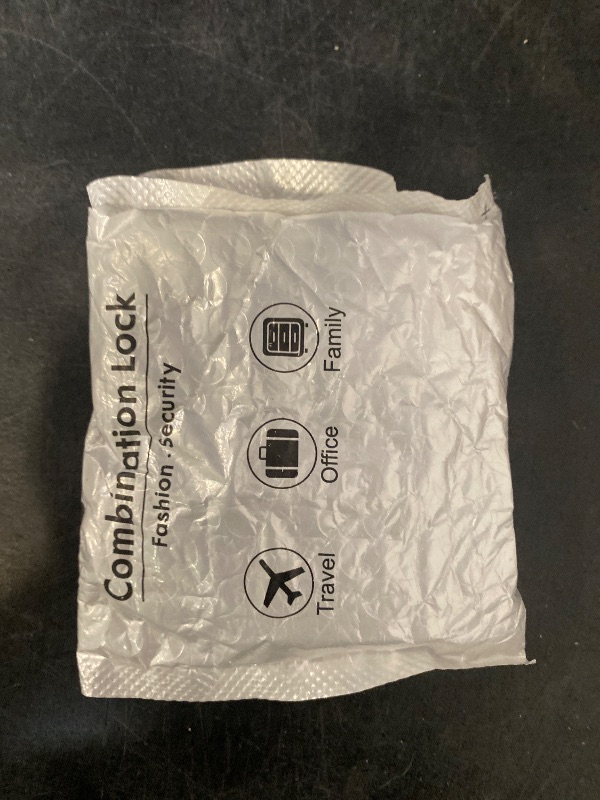 Combination Lock
Fashion . Security
Travel Office Family